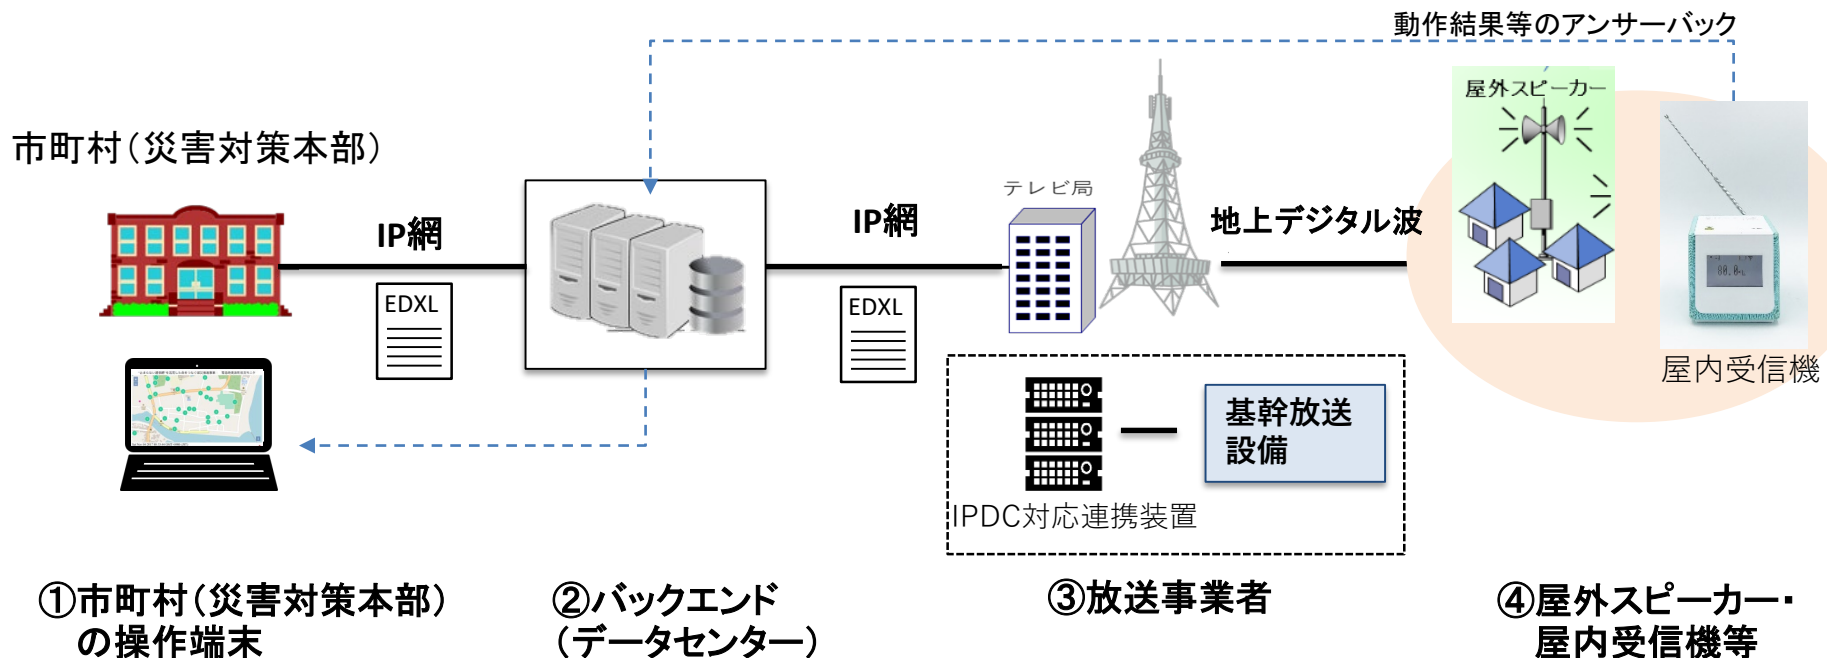 動作結果等のアンサーバック
市町村（災害対策本部）
IP網
EDXL
IP網
EDXL
テレビ局
地上デジタル波
屋外スピーカー
屋内受信機
基幹放送
設備
IPDC対応連携装置
①市町村（災害対策本部）
の操作端末
②バックエンド
（データセンター）
③放送事業者
④屋外スピーカー・
屋内受信機等